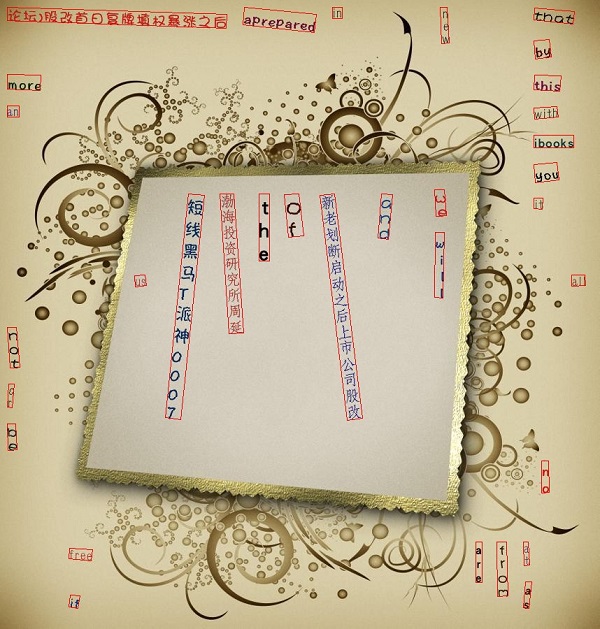 论坛)股改首日复牌填权暴涨之后
aprepared
in
new
that
by
this
with
ibooks
you
it
more
an
短线黑马T派神0007
渤海投资研究所周延
the
of
新老划断启动之后上市公司股改
and
we
will
us
all
not
or
be
no
free
if
are
from
at
as